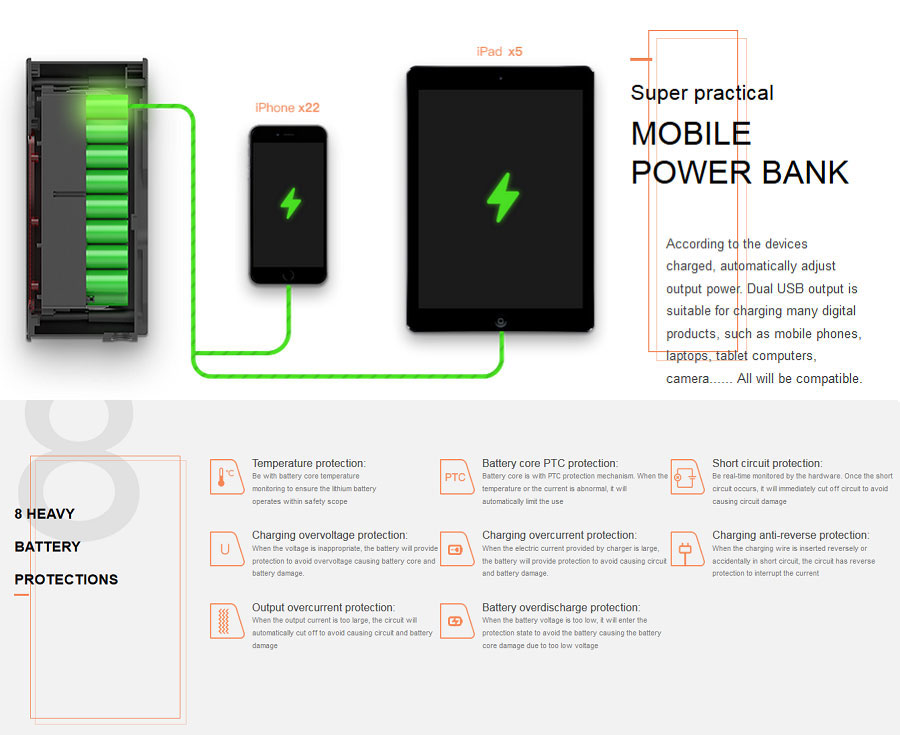 iPad x5
iPhone x22
Super practical
MOBILE
POWER BANK
According to the devices
charged, automatically adjust
output power. Dual USB output is
suitable for charging many digital
products, such as mobile phones,
laptops, tablet computers,
camera...... All will be compatible.
8
8 HEAVY
BATTERY
PROTECTIONS
°C
Temperature protection:
Be with battery core temperature
monitoring to ensure the lithium battery
operates within safety scope
PTC
Battery core PTC protection:
Battery core is with PTC protection mechanism. When the
temperature or the current is abnormal, it will
automatically limit the use
Short circuit protection:
Be real-time monitored by the hardware. Once the short
circuit occurs, it will immediately cut off circuit to avoid
causing circuit damage
U
Charging overvoltage protection:
When the voltage is inappropriate, the battery will provide
protection to avoid overvoltage causing battery core and
battery damage.
Charging overcurrent protection:
When the electric current provided by charger is large,
the battery will provide protection to avoid causing circuit
and battery damage.
Charging anti-reverse protection:
When the charging wire is inserted reversely or
accidentally in short circuit, the circuit has reverse
protection to interrupt the current
Output overcurrent protection:
When the output current is too large, the circuit will
automatically cut off to avoid causing circuit and battery
damage
Battery overdischarge protection:
When the battery voltage is too low, it will enter the
protection state to avoid the battery causing the battery
core damage due to too low voltage